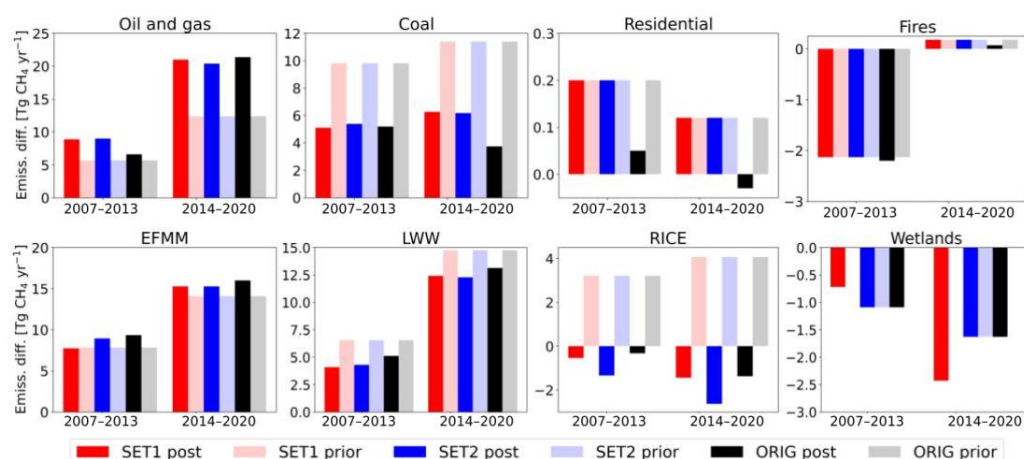 Oil and gas Coal Residential Fires
Emiss. diff. [Tg CH₄ yr⁻¹]
25 12 0.3 0
20 10 0.2 −1
15 8 0.1 −2
10 6 0.0 −3
5 4
0 2
0
2007–2013 2014–2020 2007–2013 2014–2020 2007–2013 2014–2020 2007–2013 2014–2020
EFMM LWW RICE Wetlands
Emiss. diff. [Tg CH₄ yr⁻¹]
20 15.0 4 0.0
15 12.5 2 −0.5
10 10.0 0 −1.0
5 7.5 −2 −1.5
0 5.0 −2.0
2.5 −2.5
0.0 −3.0
2007–2013 2014–2020 2007–2013 2014–2020 2007–2013 2014–2020 2007–2013 2014–2020
SET1 post SET1 prior SET2 post SET2 prior ORIG post ORIG prior